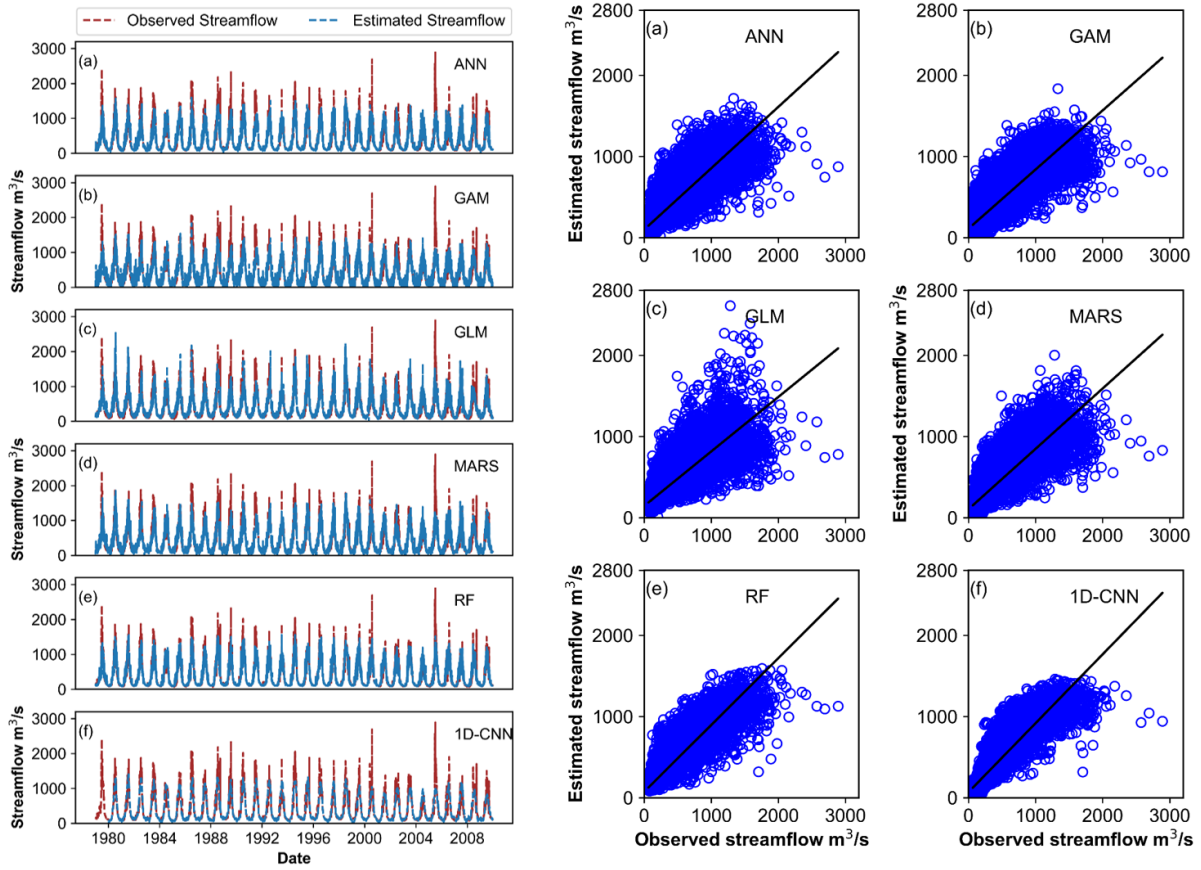 Observed Streamflow Estimated Streamflow
(a) ANN
3000
2000
1000
0
(b) GAM
3000
2000
1000
0
(c) GLM
3000
2000
1000
0
(d) MARS
3000
2000
1000
0
(e) RF
3000
2000
1000
0
(f) 1D-CNN
3000
2000
1000
0
Streamflow m³/s
Streamflow m³/s
Streamflow m³/s
1980 1984 1988 1992 1996 2000 2004 2008
Date
(a) ANN
2800
2000
1000
0
0 1000 2000 3000
Estimated streamflow m³/s
(b) GAM
2800
2000
1000
0
0 1000 2000 3000
(c) GLM
2800
2000
1000
0
0 1000 2000 3000
(d) MARS
2800
2000
1000
0
0 1000 2000 3000
Estimated streamflow m³/s
(e) RF
2800
2000
1000
0
0 1000 2000 3000
Estimated streamflow m³/s
Observed streamflow m³/s
(f) 1D-CNN
2800
2000
1000
0
0 1000 2000 3000
Observed streamflow m³/s